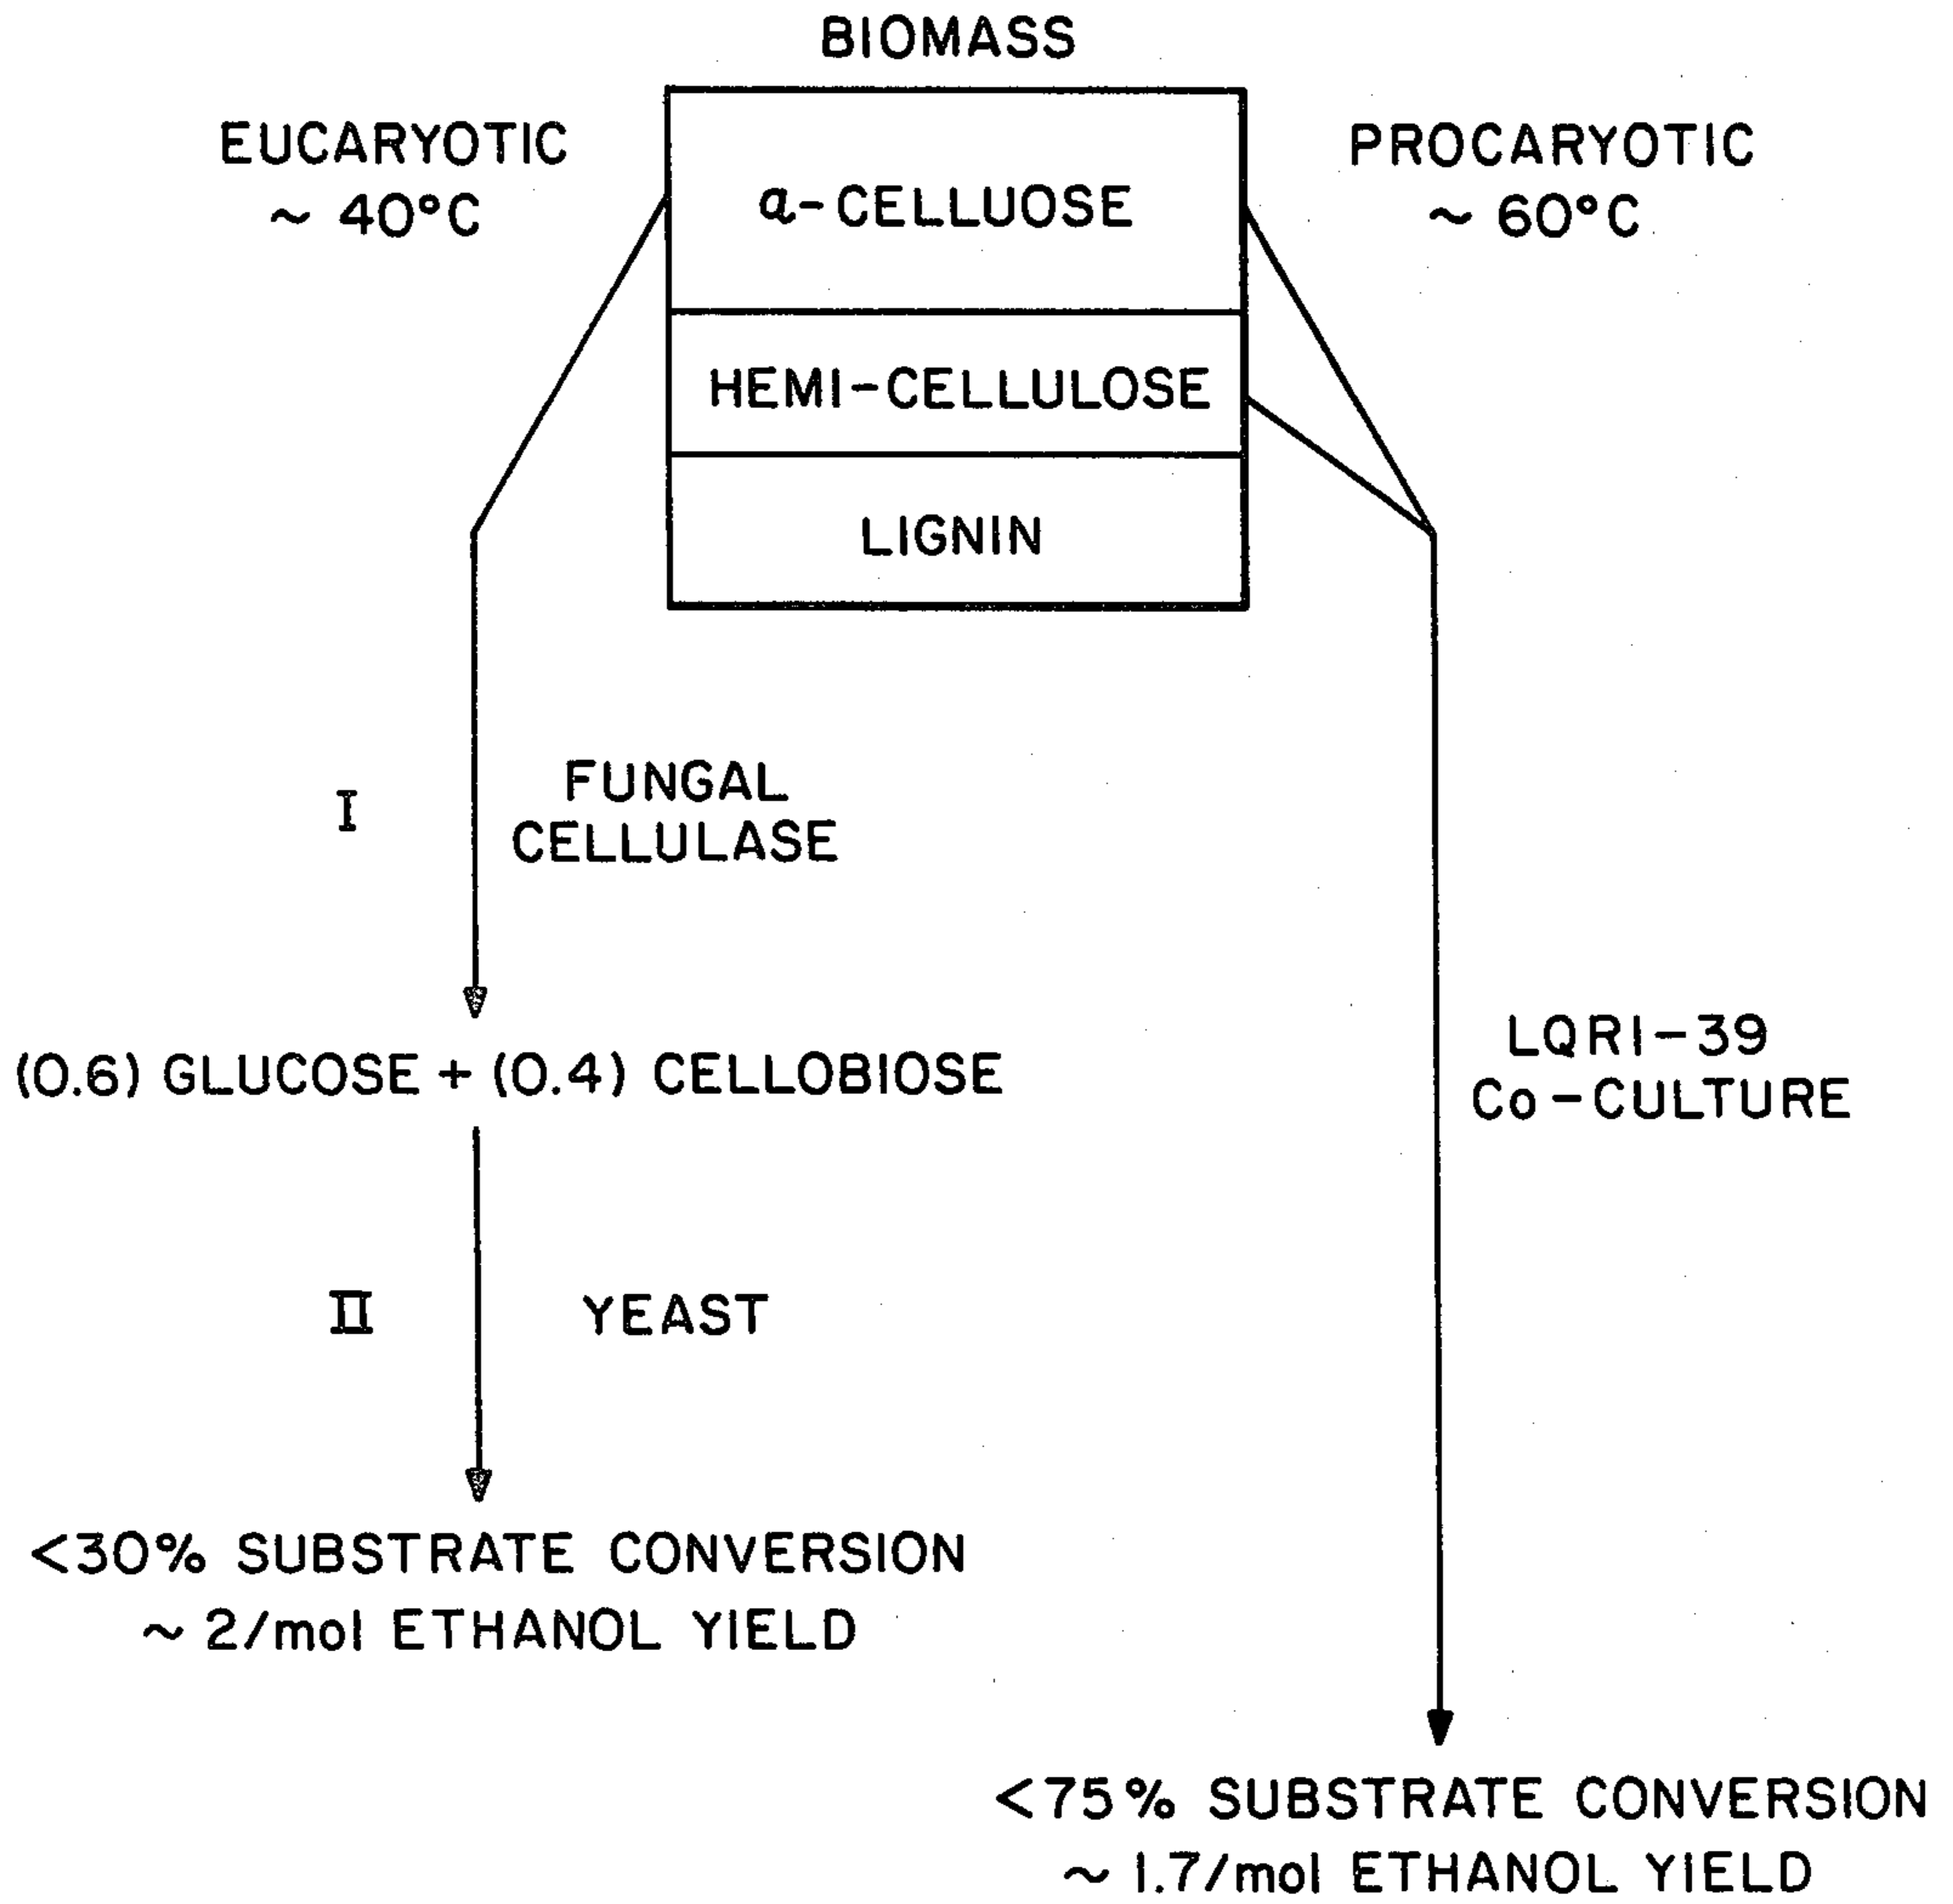 BIOMASS
EUCARYOTIC
~ 40°C
α-CELLUOSE
HEMI-CELLULOSE
LIGNIN
PROCARYOTIC
~ 60°C
I
FUNGAL
CELLULASE
(0.6) GLUCOSE + (0.4) CELLOBIOSE
II
YEAST
<30% SUBSTRATE CONVERSION
~ 2/mol ETHANOL YIELD
LQRI-39
Co-CULTURE
<75% SUBSTRATE CONVERSION
~ 1.7/mol ETHANOL YIELD